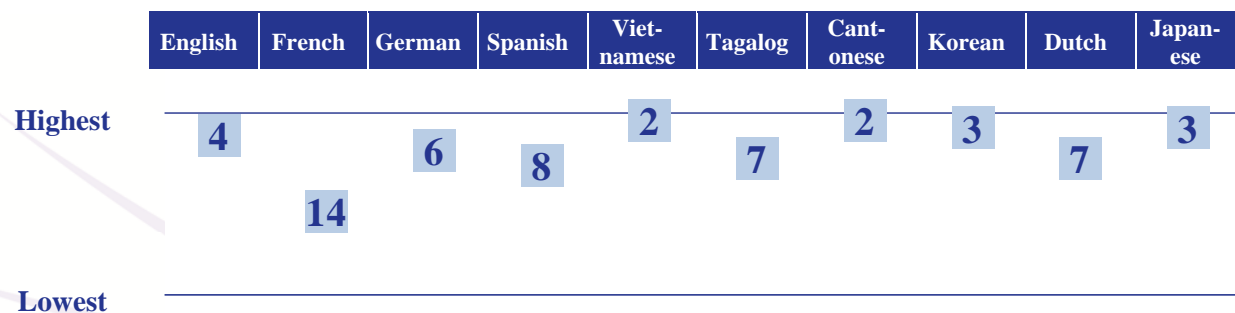 English French German Spanish Viet-namese Tagalog Cant-onese Korean Dutch Japan-ese
Highest
4 14 6 8 2 7 2 3 7 3
Lowest